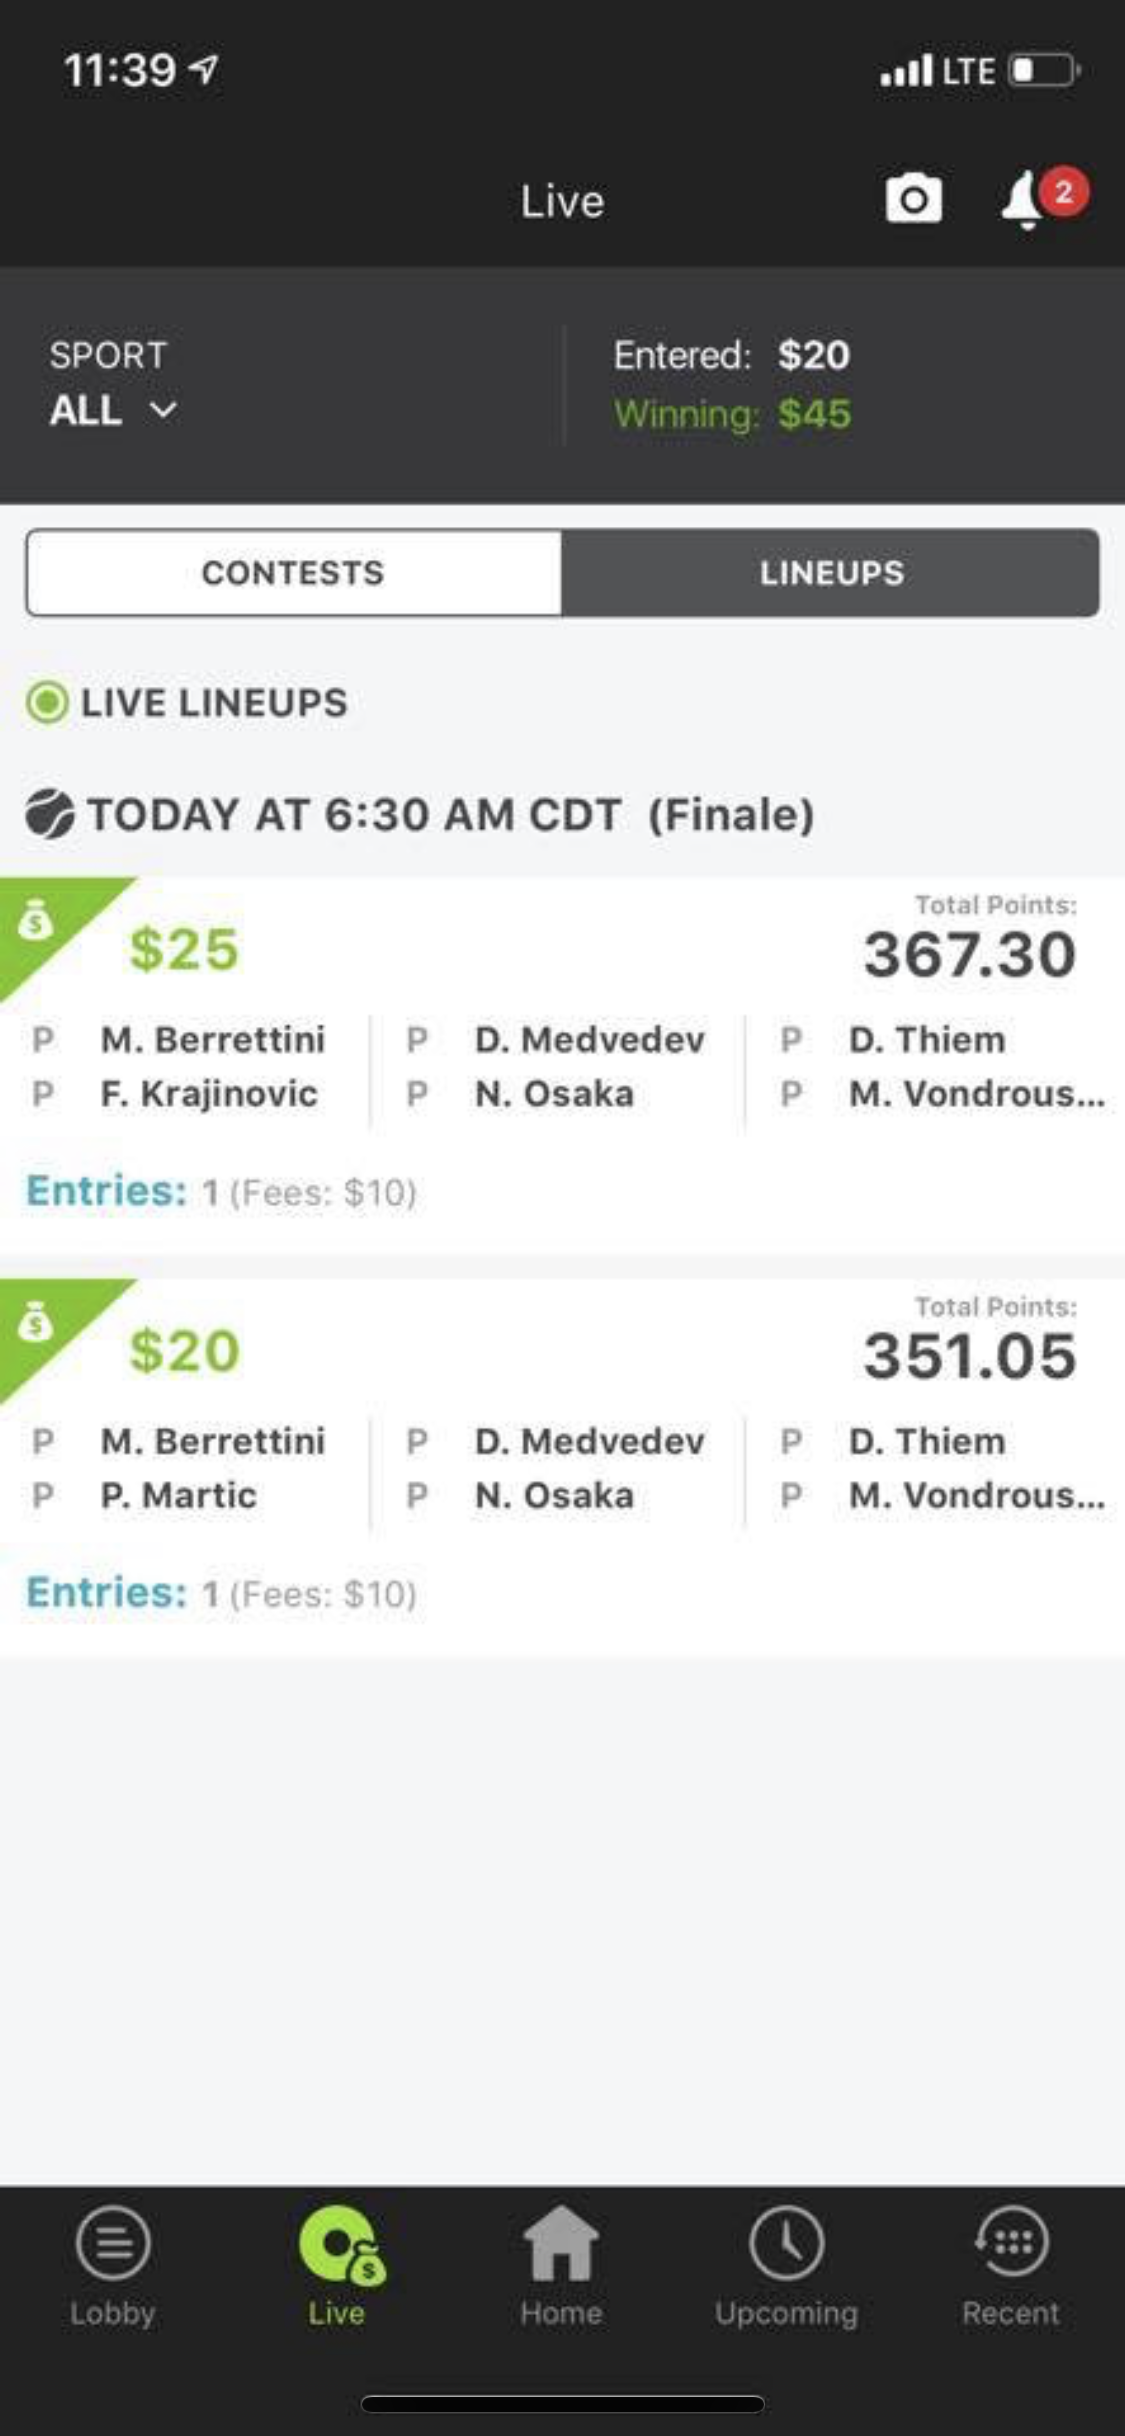 11:39
LTE
Live
2
SPORT
ALL
Entered: $20
Winning: $45
CONTESTS
LINEUPS
LIVE LINEUPS
TODAY AT 6:30 AM CDT (Finale)
$25
Total Points:
367.30
P M. Berrettini P D. Medvedev P D. Thiem
P F. Krajinovic P N. Osaka P M. Vondrous...
Entries: 1 (Fees: $10)
$20
Total Points:
351.05
P M. Berrettini P D. Medvedev P D. Thiem
P P. Martic P N. Osaka P M. Vondrous...
Entries: 1 (Fees: $10)
Lobby Live Home Upcoming Recent